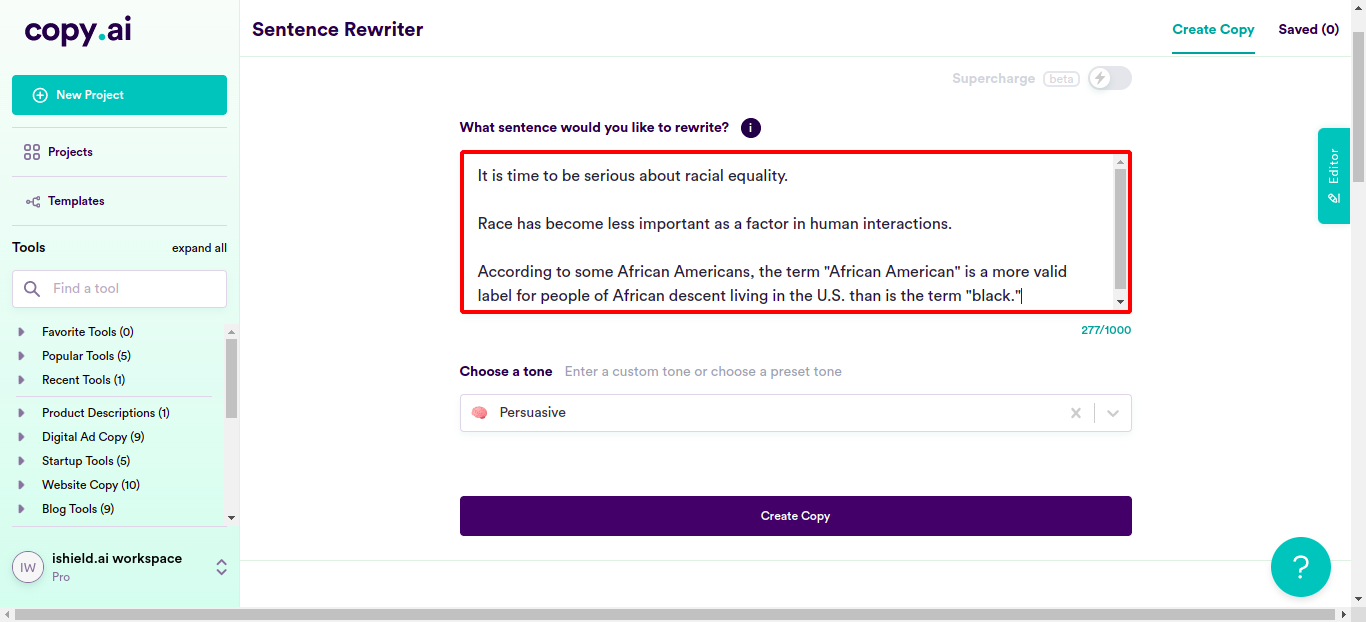 copy.ai
New Project
Projects
Templates
Tools expand all
Find a tool
Favorite Tools (0)
Popular Tools (5)
Recent Tools (1)
Product Descriptions (1)
Digital Ad Copy (9)
Startup Tools (5)
Website Copy (10)
Blog Tools (9)
IW
ishield.ai workspace
Pro
Sentence Rewriter
Create Copy Saved (0)
Supercharge beta
What sentence would you like to rewrite? i
It is time to be serious about racial equality.
Race has become less important as a factor in human interactions.
According to some African Americans, the term "African American" is a more valid
label for people of African descent living in the U.S. than is the term "black."
277/1000
Choose a tone Enter a custom tone or choose a preset tone
Persuasive
Create Copy
Editor
?